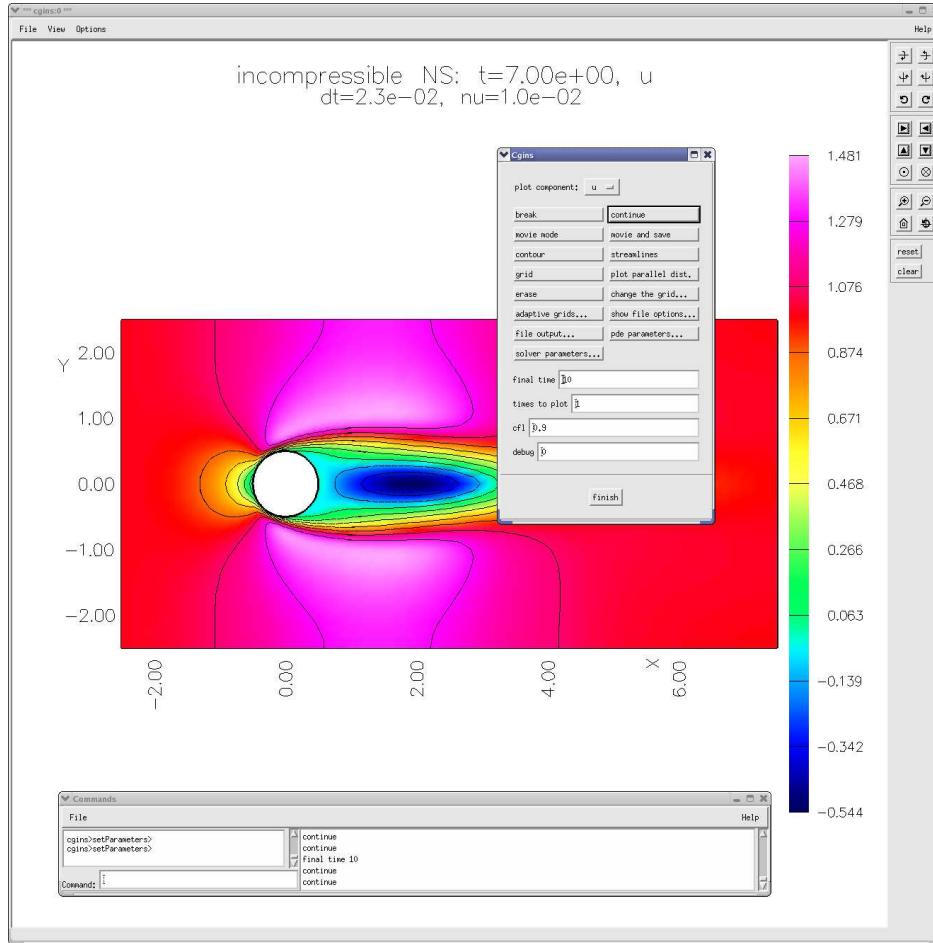 *** cgins:0 ***
File View Options Help
incompressible NS: t=7.00e+00, u
dt=2.3e−02, nu=1.0e−02
Cgins
plot component: u
break continue
movie mode movie and save
contour streamlines
grid plot parallel dist.
erase change the grid...
adaptive grids... show file options...
file output... pde parameters...
solver parameters...
final time 10
times to plot 1
cfl 0.9
debug 0
finish
1.481
1.279
1.076
0.874
0.671
0.468
0.266
0.063
−0.139
−0.342
−0.544
reset
clear
Y
2.00
1.00
0.00
−1.00
−2.00
−2.00 0.00 2.00 4.00 X 6.00
Commands
File Help
cgins>setParameters>
cgins>setParameters>
Command:
continue
continue
final time 10
continue
continue